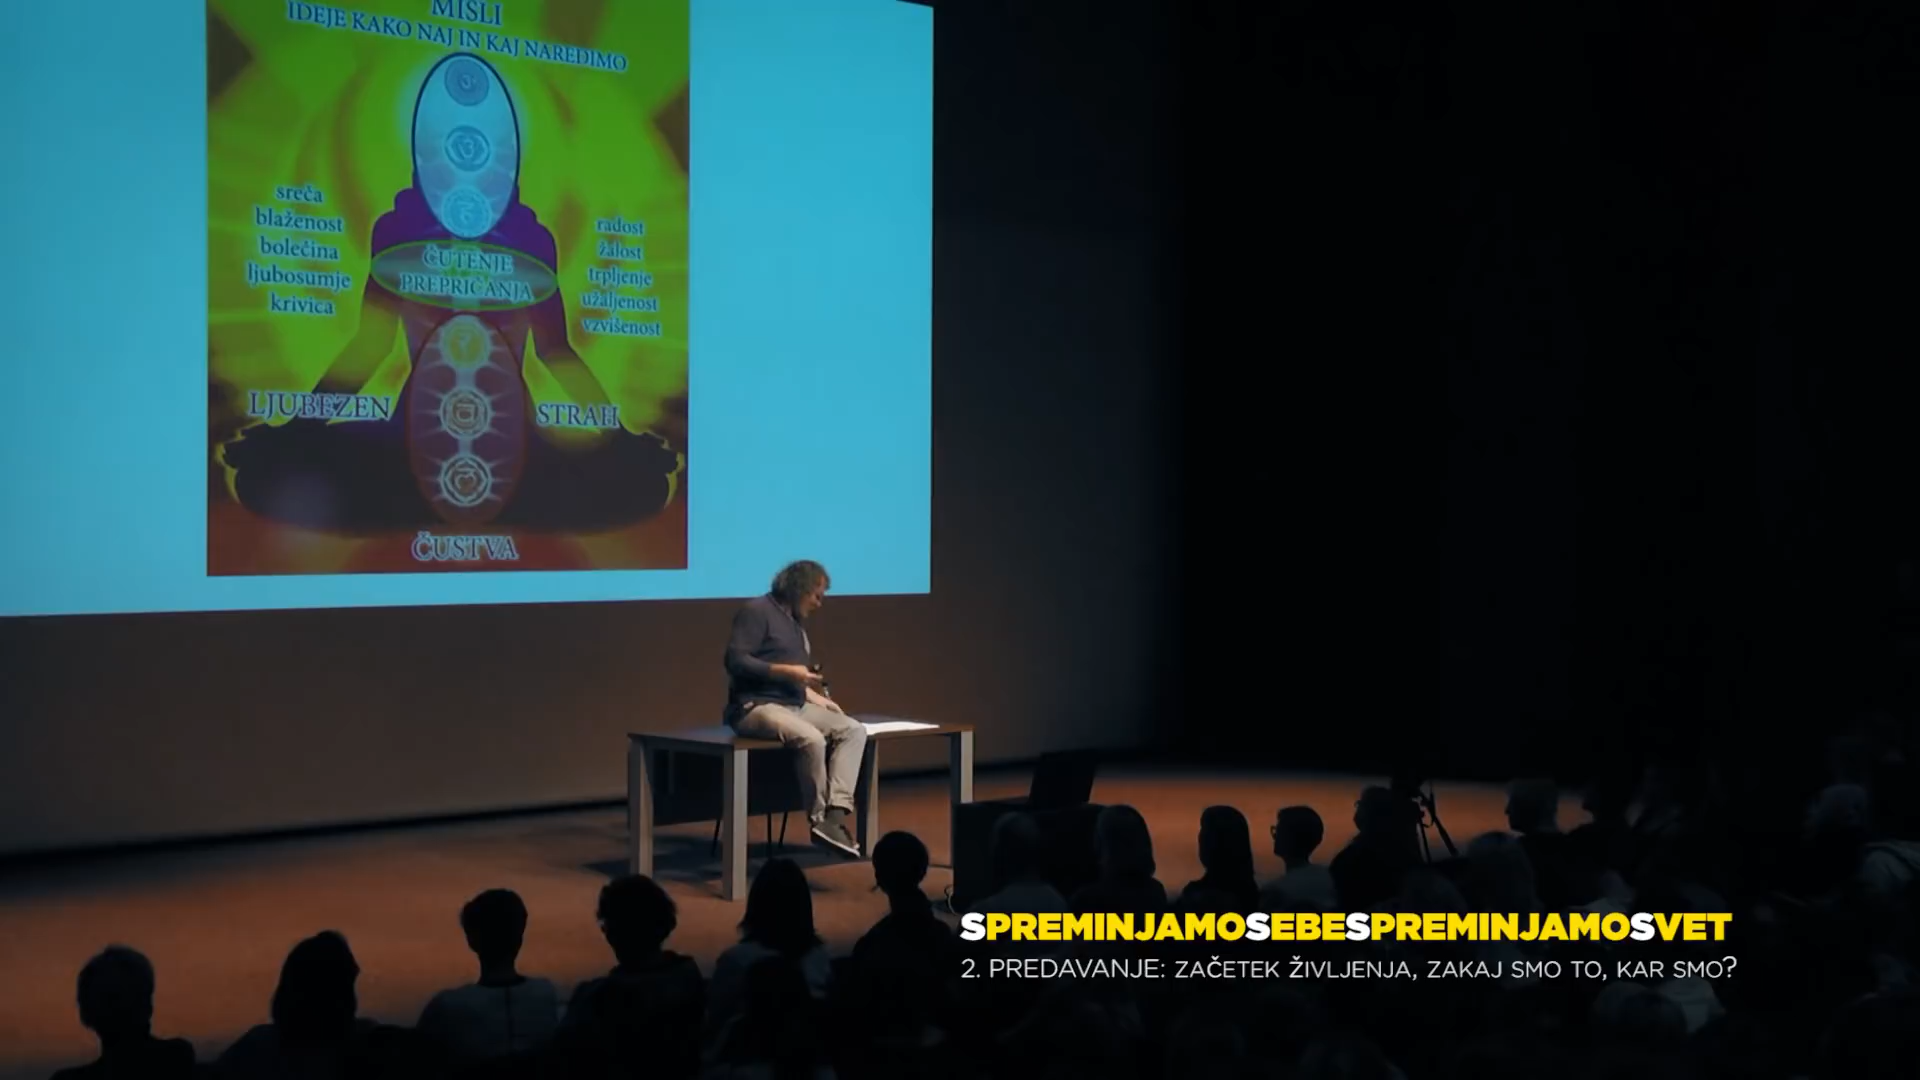 MISLI
IDEJE KAKO NAJ IN KAJ NAREDIMO
sreča
blaženost
bolečina
ljubosumje
krivica
radost
žalost
trpljenje
užaljenost
vzvišenost
ČUTENJE
PREPRIČANJA
LJUBEZEN
STRAH
ČUSTVA
SPREMINJAMOSEBESPREMINJAMOSVET
2. PREDAVANJE: ZAČETEK ŽIVLJENJA, ZAKAJ SMO TO, KAR SMO?